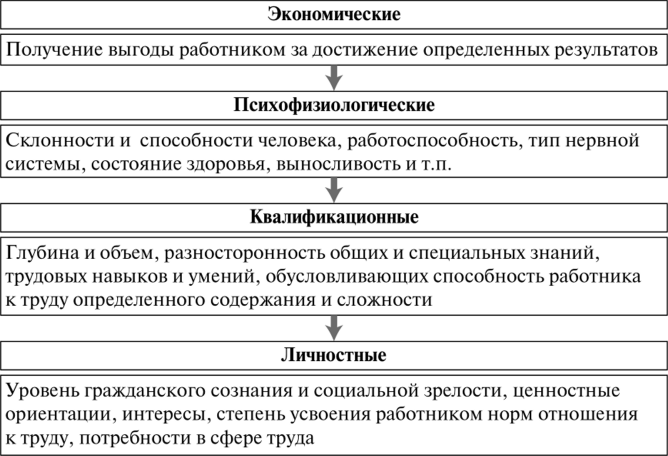 Экономические
Получение выгоды работником за достижение определенных результатов
Психофизиологические
Склонности и способности человека, работоспособность, тип нервной
системы, состояние здоровья, выносливость и т.п.
Квалификационные
Глубина и объем, разносторонность общих и специальных знаний,
трудовых навыков и умений, обусловливающих способность работника
к труду определенного содержания и сложности
Личностные
Уровень гражданского сознания и социальной зрелости, ценностные
ориентации, интересы, степень усвоения работником норм отношения
к труду, потребности в сфере труда